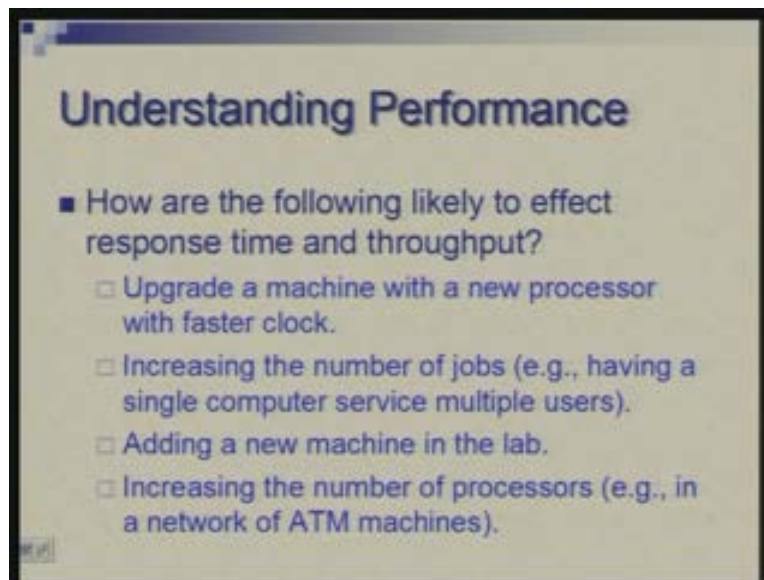 Understanding Performance
How are the following likely to effect
response time and throughput?
Upgrade a machine with a new processor
with faster clock.
Increasing the number of jobs (e.g., having a
single computer service multiple users).
Adding a new machine in the lab.
Increasing the number of processors (e.g., in
a network of ATM machines).